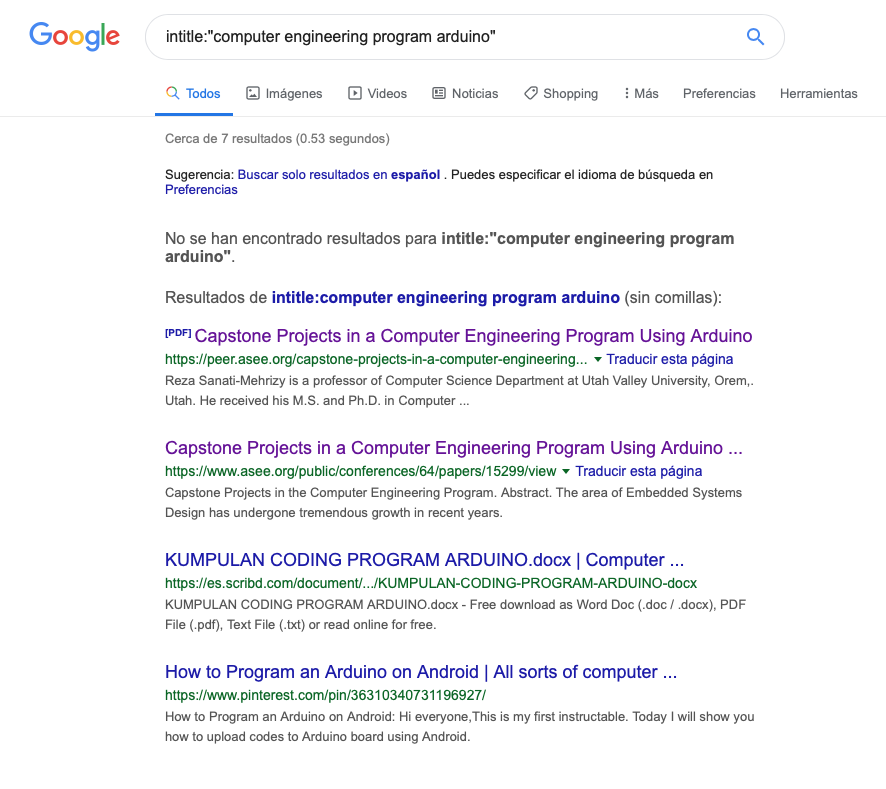 Google
intitle:"computer engineering program arduino"
Todos Imágenes Videos Noticias Shopping Más Preferencias Herramientas
Cerca de 7 resultados (0.53 segundos)
Sugerencia: Buscar solo resultados en español . Puedes especificar el idioma de búsqueda en
Preferencias
No se han encontrado resultados para intitle:"computer engineering program
arduino".
Resultados de intitle:computer engineering program arduino (sin comillas):
[PDF] Capstone Projects in a Computer Engineering Program Using Arduino
https://peer.asee.org/capstone-projects-in-a-computer-engineering... Traducir esta página
Reza Sanati-Mehrizy is a professor of Computer Science Department at Utah Valley University, Orem,.
Utah. He received his M.S. and Ph.D. in Computer ...
Capstone Projects in a Computer Engineering Program Using Arduino ...
https://www.asee.org/public/conferences/64/papers/15299/view Traducir esta página
Capstone Projects in the Computer Engineering Program. Abstract. The area of Embedded Systems
Design has undergone tremendous growth in recent years.
KUMPULAN CODING PROGRAM ARDUINO.docx | Computer ...
https://es.scribd.com/document/.../KUMPULAN-CODING-PROGRAM-ARDUINO-docx
KUMPULAN CODING PROGRAM ARDUINO.docx - Free download as Word Doc (.doc / .docx), PDF
File (.pdf), Text File (.txt) or read online for free.
How to Program an Arduino on Android | All sorts of computer ...
https://www.pinterest.com/pin/36310340731196927/
How to Program an Arduino on Android: Hi everyone,This is my first instructable. Today I will show you
how to upload codes to Arduino board using Android.